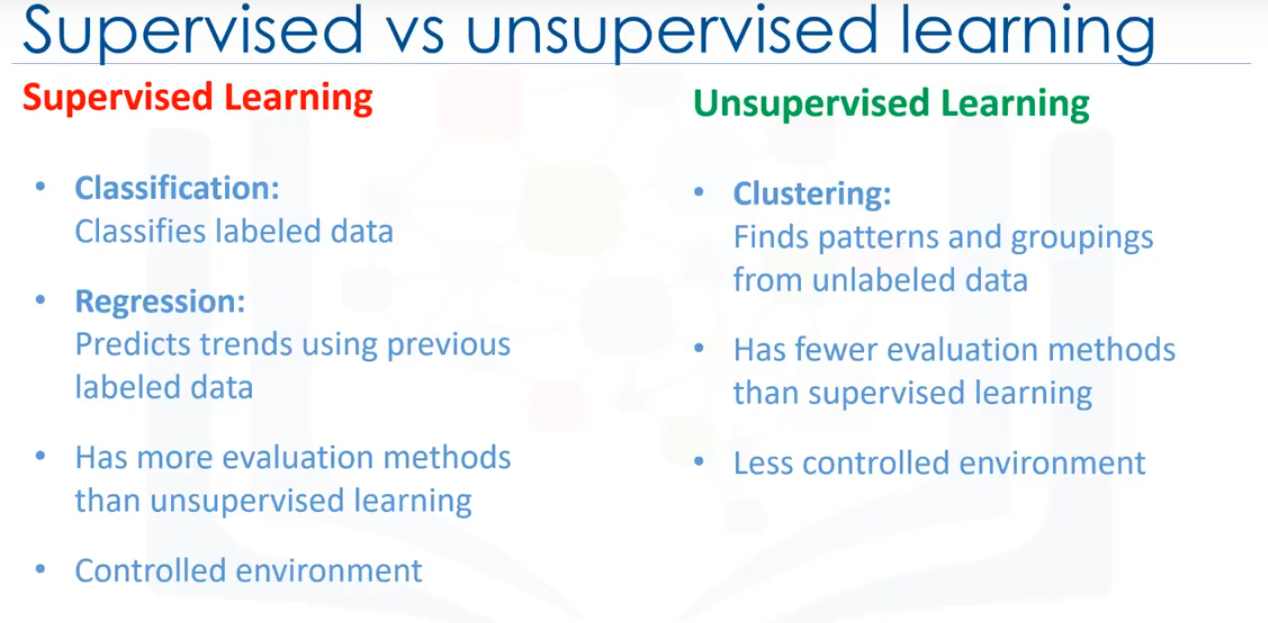 Supervised vs unsupervised learning
Supervised Learning
• Classification:
Classifies labeled data
• Regression:
Predicts trends using previous
labeled data
• Has more evaluation methods
than unsupervised learning
• Controlled environment
Unsupervised Learning
• Clustering:
Finds patterns and groupings
from unlabeled data
• Has fewer evaluation methods
than supervised learning
• Less controlled environment